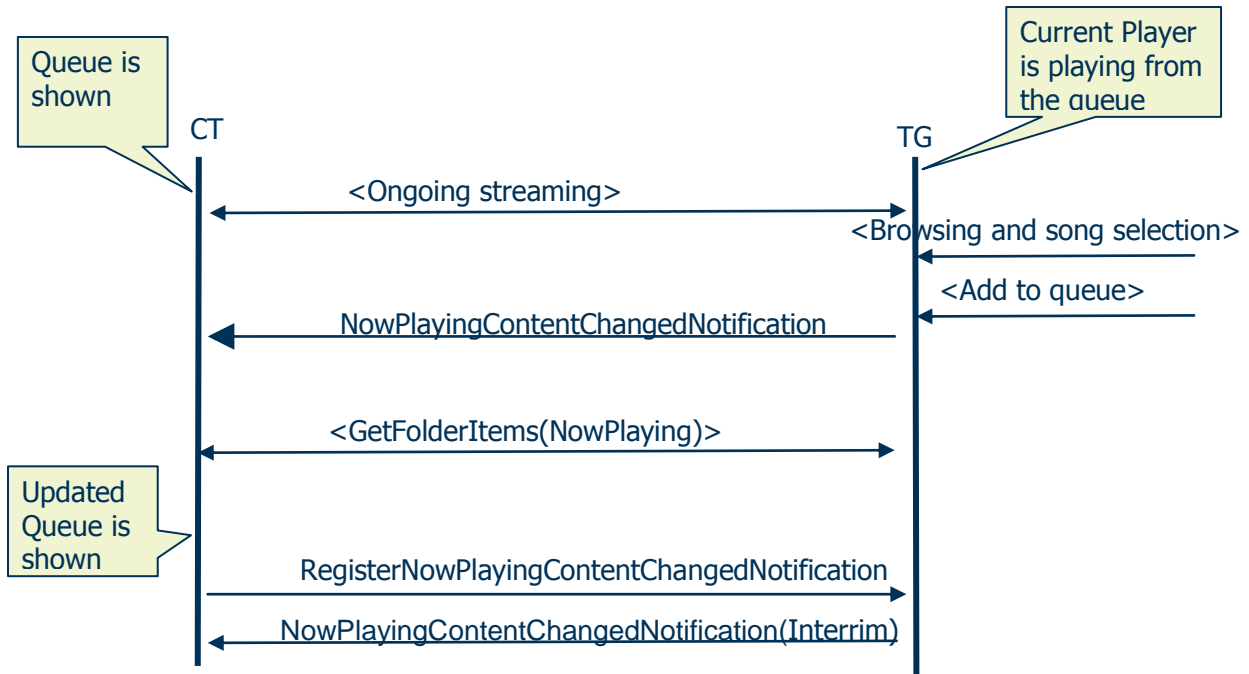 Current Player
is playing from
the queue
Queue is
shown
CT
TG
<Ongoing streaming>
<Browsing and song selection>
<Add to queue>
NowPlayingContentChangedNotification
<GetFolderItems(NowPlaying)>
Updated
Queue is
shown
RegisterNowPlayingContentChangedNotification
NowPlayingContentChangedNotification(Interrim)